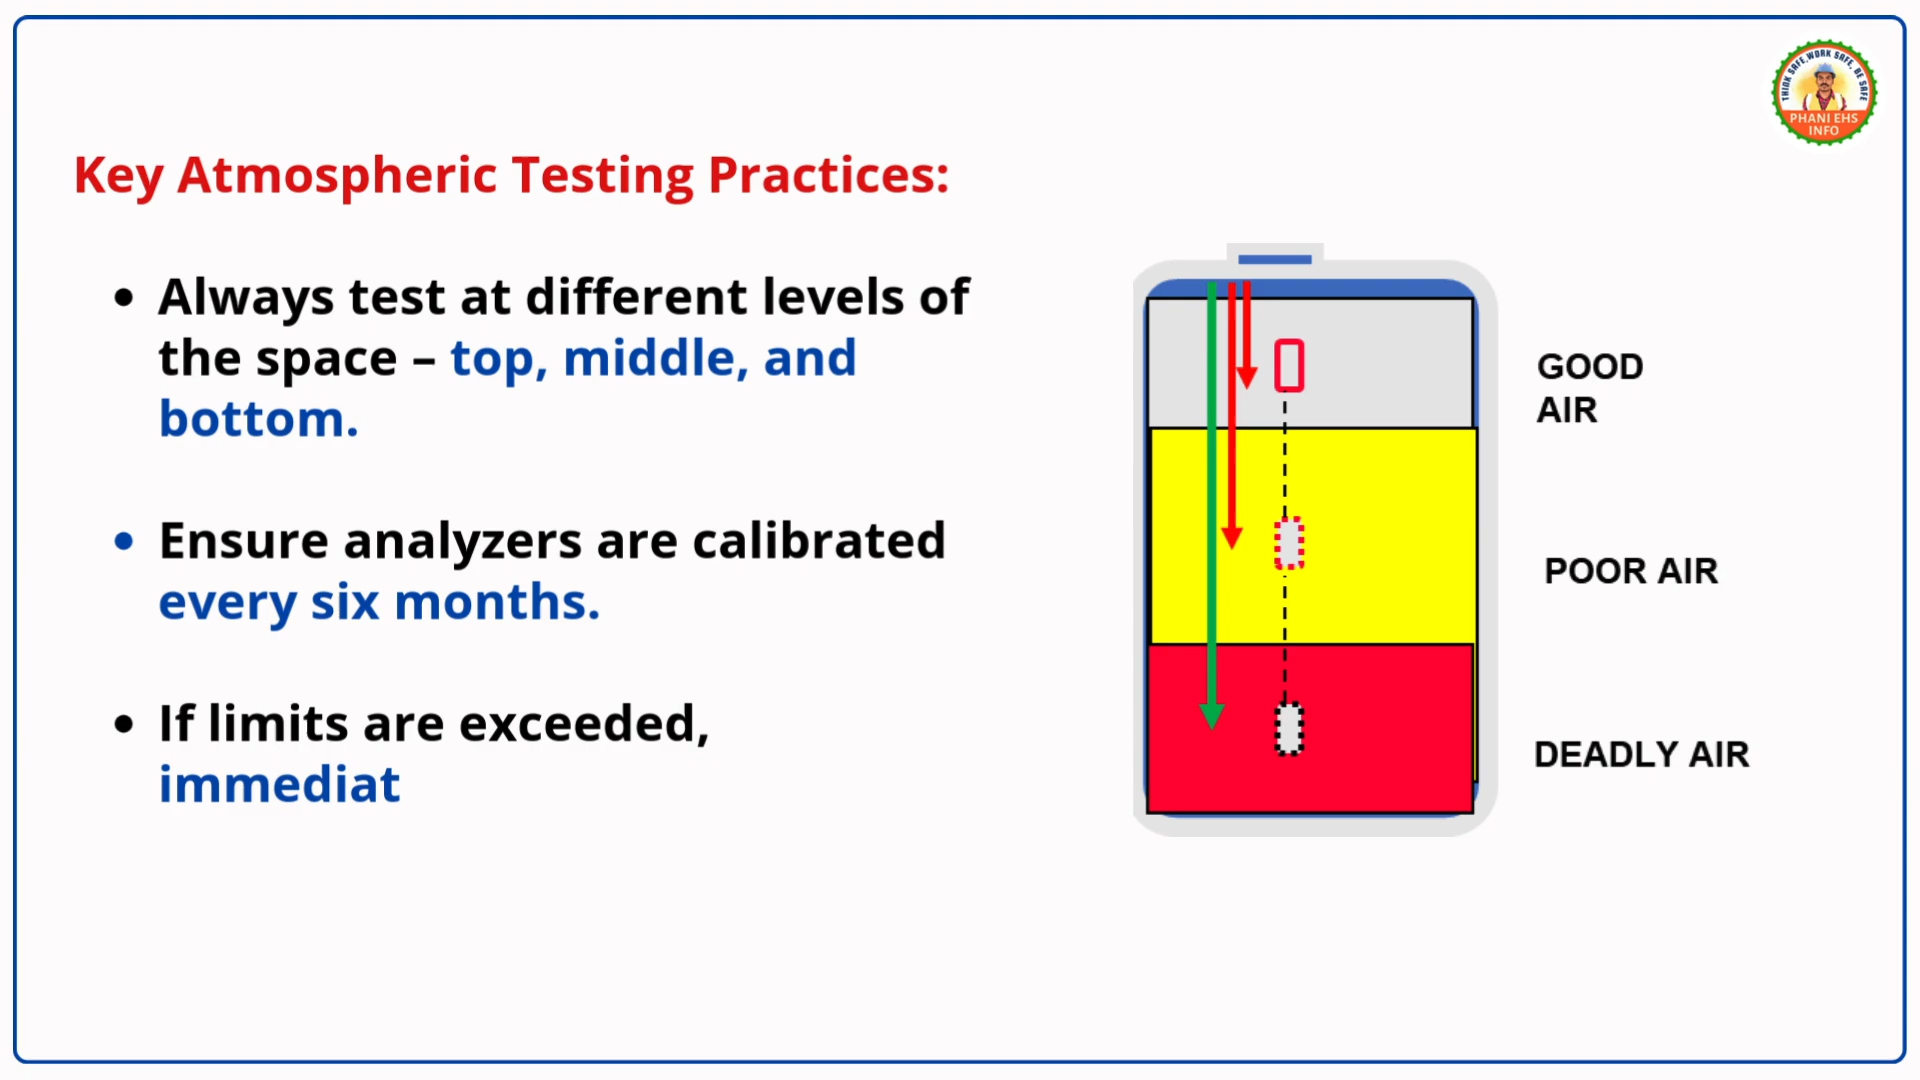 THINK SAFE, WORK SAFE, BE SAFE
PHANI EHS
INFO
Key Atmospheric Testing Practices:
• Always test at different levels of
the space – top, middle, and
bottom.
• Ensure analyzers are calibrated
every six months.
• If limits are exceeded,
immediat
GOOD
AIR
POOR AIR
DEADLY AIR